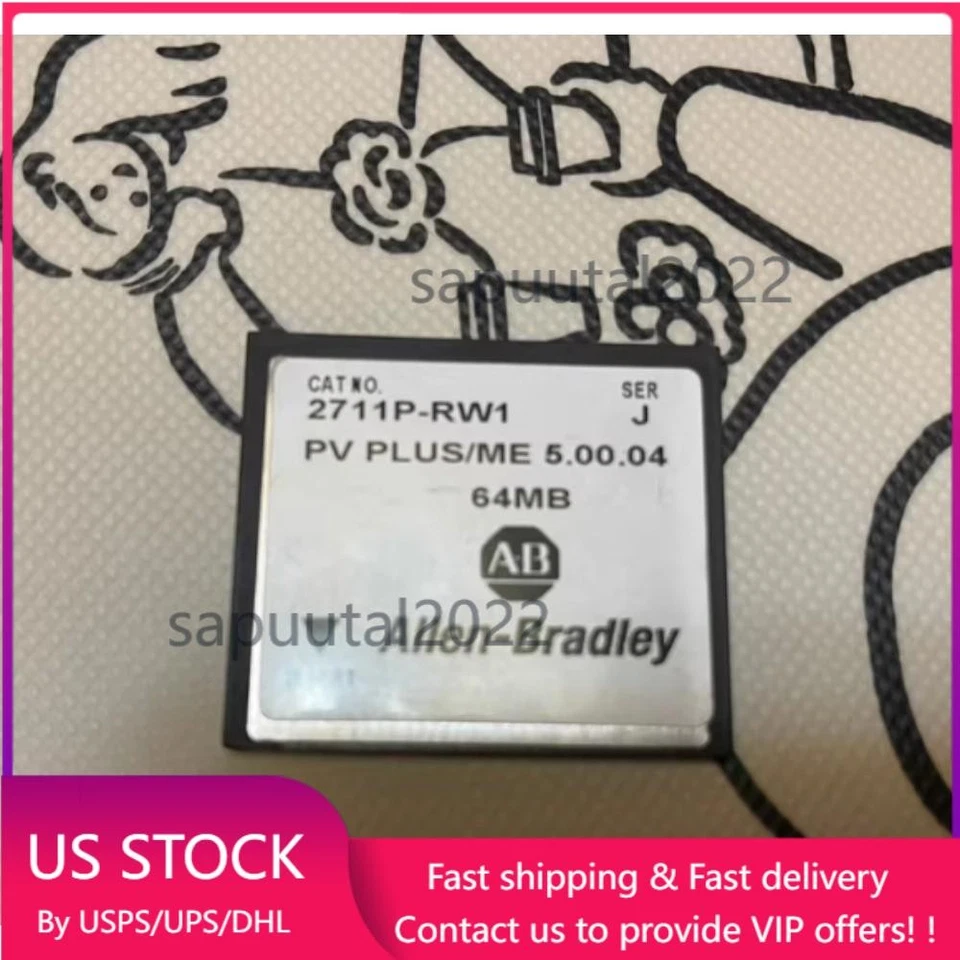 sapuutal2022
CAT NO.
SER
2711P-RW1
J
PV PLUS/ME 5.00.04
64MB
AB
sapuutal2022
Allen-Bradley
US STOCK
By USPS/UPS/DHL
Fast shipping & Fast delivery
Contact us to provide VIP offers! !